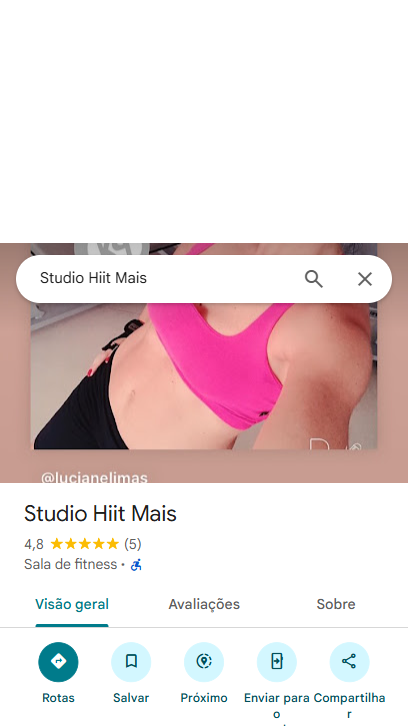 Studio Hiit Mais
@lucianelimas
Studio Hiit Mais
4,8 (5)
Sala de fitness ·
Visão geral
Avaliações
Sobre
Rotas
Salvar
Próximo
Enviar para o
Compartilhar